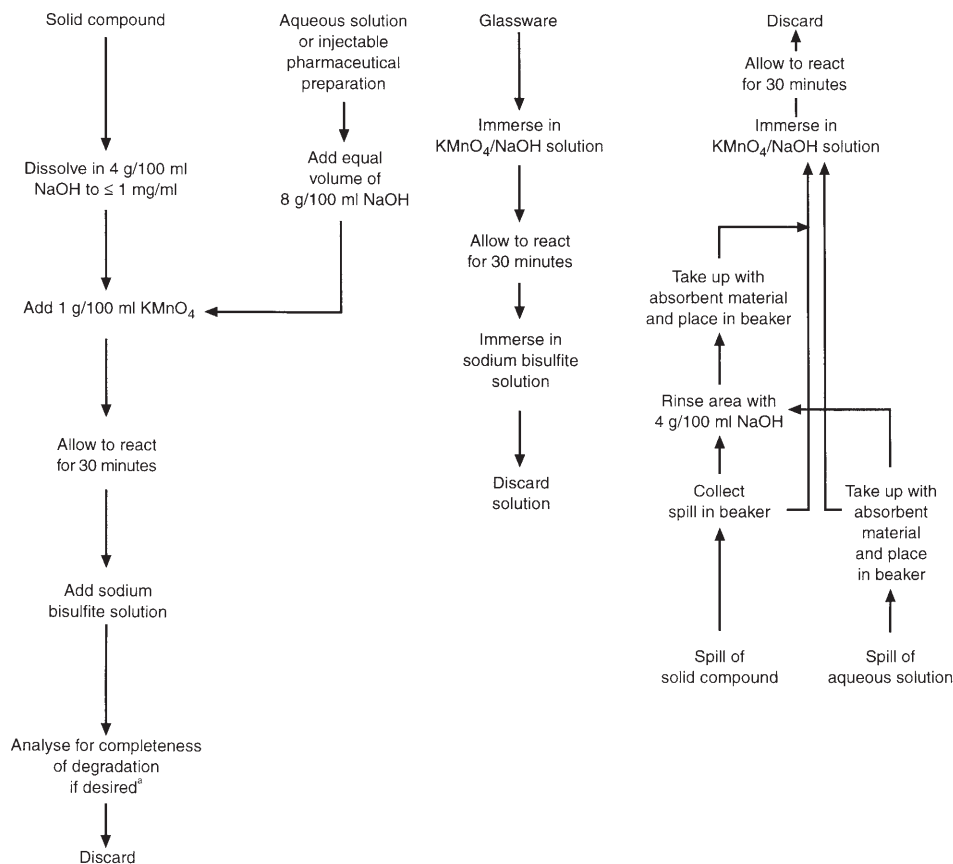 Solid compound
Dissolve in 4 g/100 ml
NaOH to ≤ 1 mg/ml
Add 1 g/100 ml KMnO₄
Allow to react
for 30 minutes
Add sodium
bisulfite solution
Analyse for completeness
of degradation
if desiredᵃ
Discard
Aqueous solution
or injectable
pharmaceutical
preparation
Add equal
volume of
8 g/100 ml NaOH
Glassware
Immerse in
KMnO₄/NaOH solution
Allow to react
for 30 minutes
Immerse in
sodium bisulfite
solution
Discard
solution
Discard
Allow to react
for 30 minutes
Immerse in
KMnO₄/NaOH solution
Take up with
absorbent material
and place in beaker
Rinse area with
4 g/100 ml NaOH
Collect
spill in beaker
Spill of
solid compound
Take up with
absorbent
material
and place
in beaker
Spill of
aqueous solution